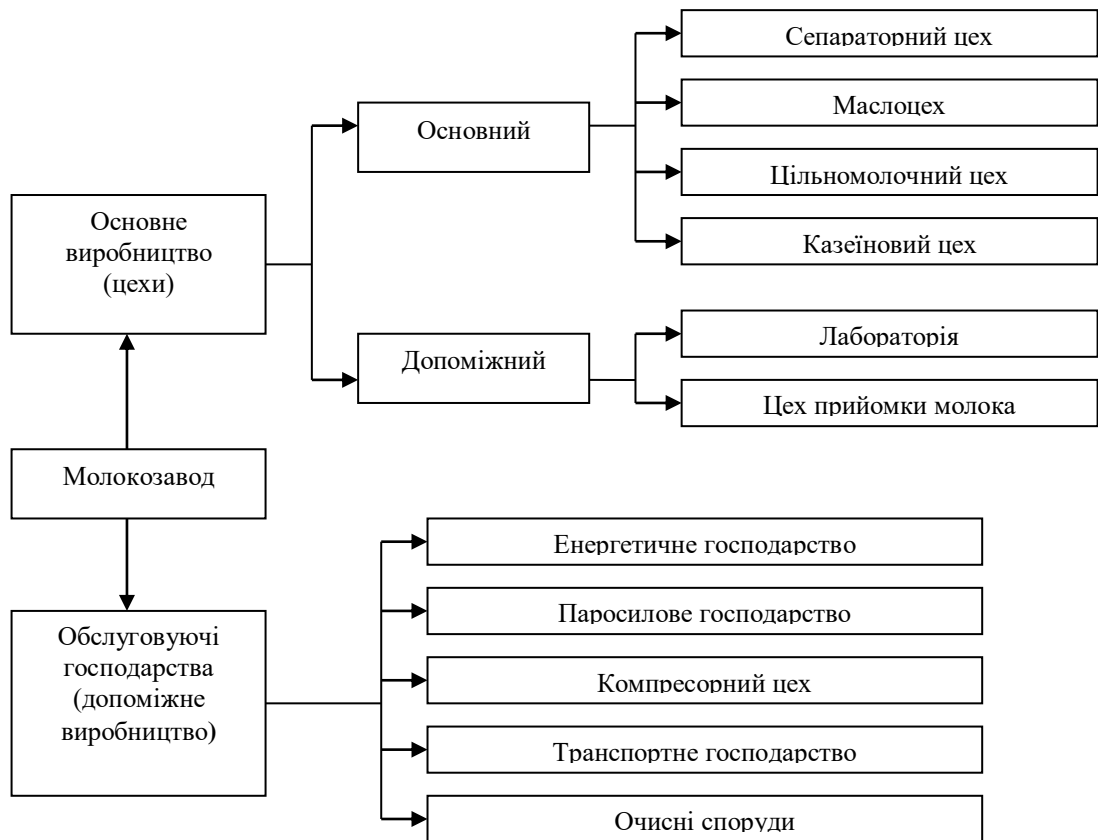 Сепараторний цех
Маслоцех
Основний
Цільномолочний цех
Казеїновий цех
Основне
виробництво
(цехи)
Лабораторія
Допоміжний
Цех прийомки молока
Молокозавод
Енергетичне господарство
Паросилове господарство
Обслуговуючі
господарства
(допоміжне
виробництво)
Компресорний цех
Транспортне господарство
Очисні споруди